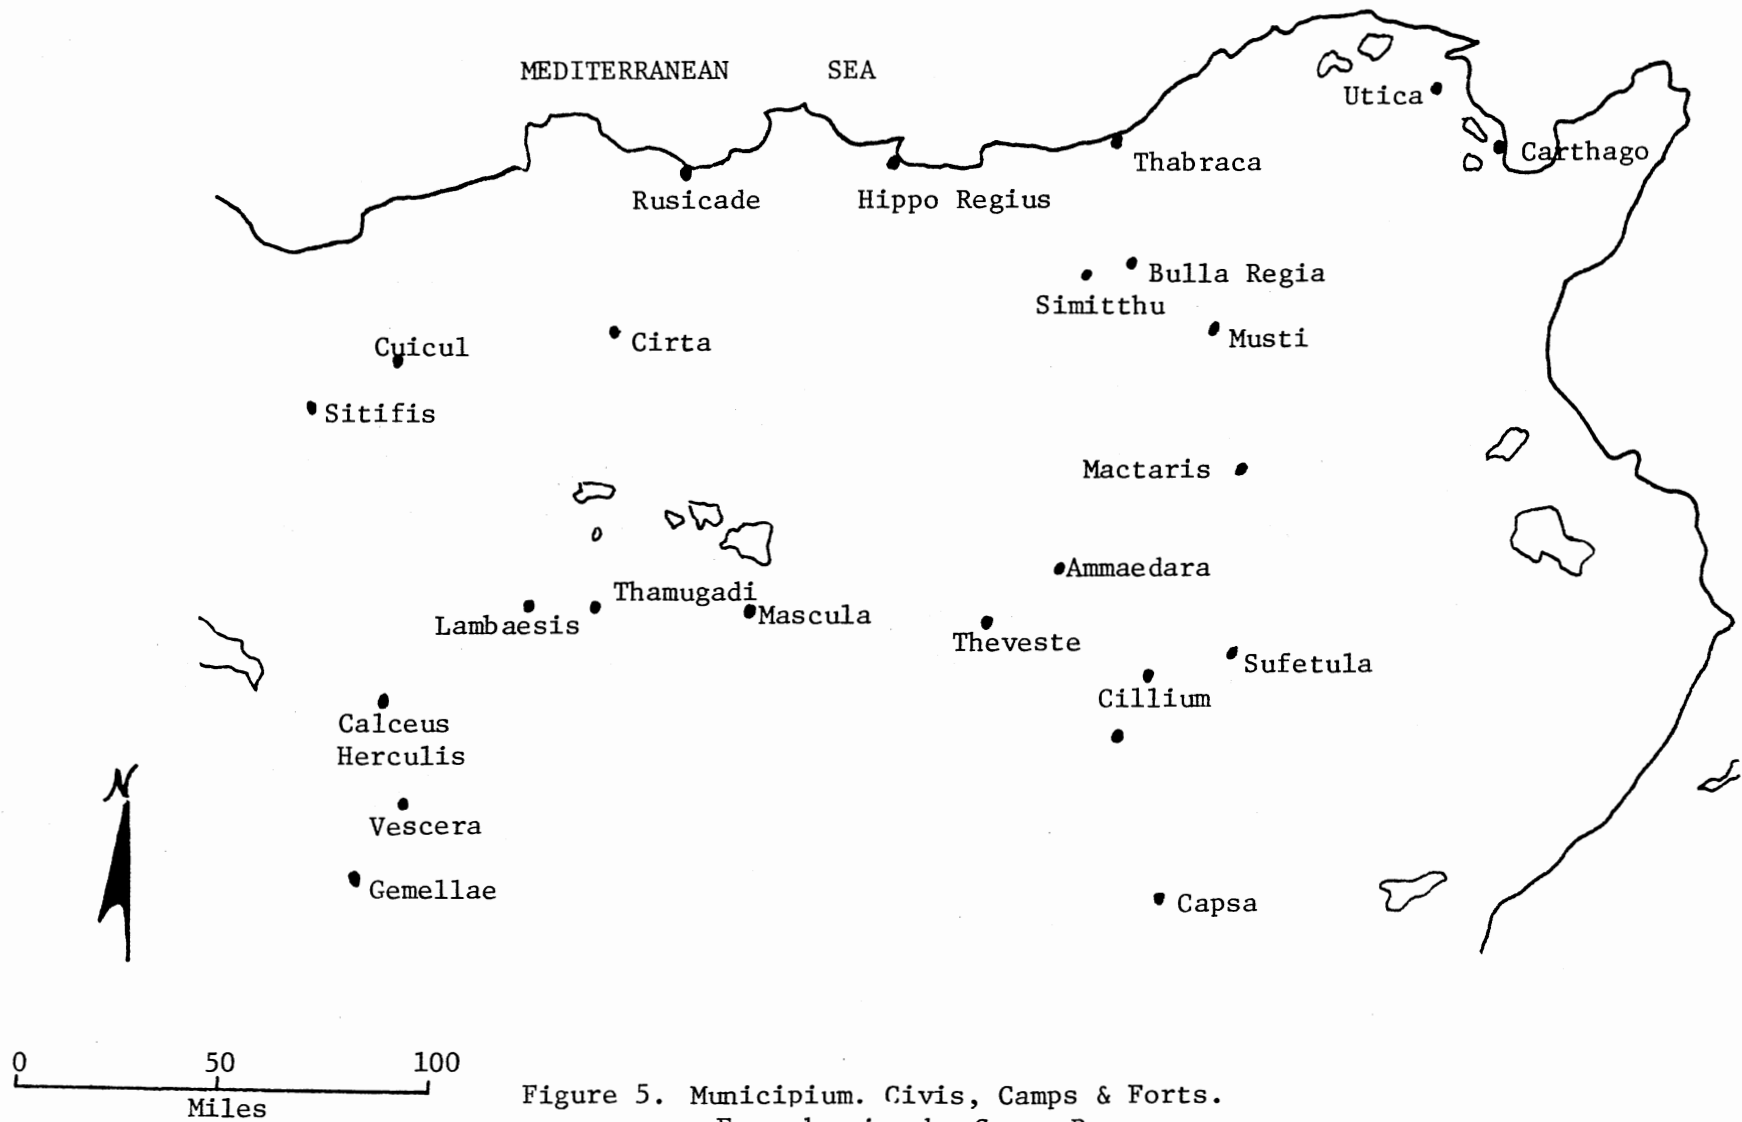 MEDITERRANEAN SEA
Utica
Carthago
Thabraca
Rusicade
Hippo Regius
Bulla Regia
Simitthu
Musti
Cuicul
Cirta
Sitifis
Mactaris
Ammaedara
Thamugadi
Mascula
Lambaesis
Theveste
Sufetula
Cillium
Calceus
Herculis
N
Vescera
Gemellae
Capsa
0 50 100
Miles
Figure 5. Municipium. Civis, Camps & Forts.